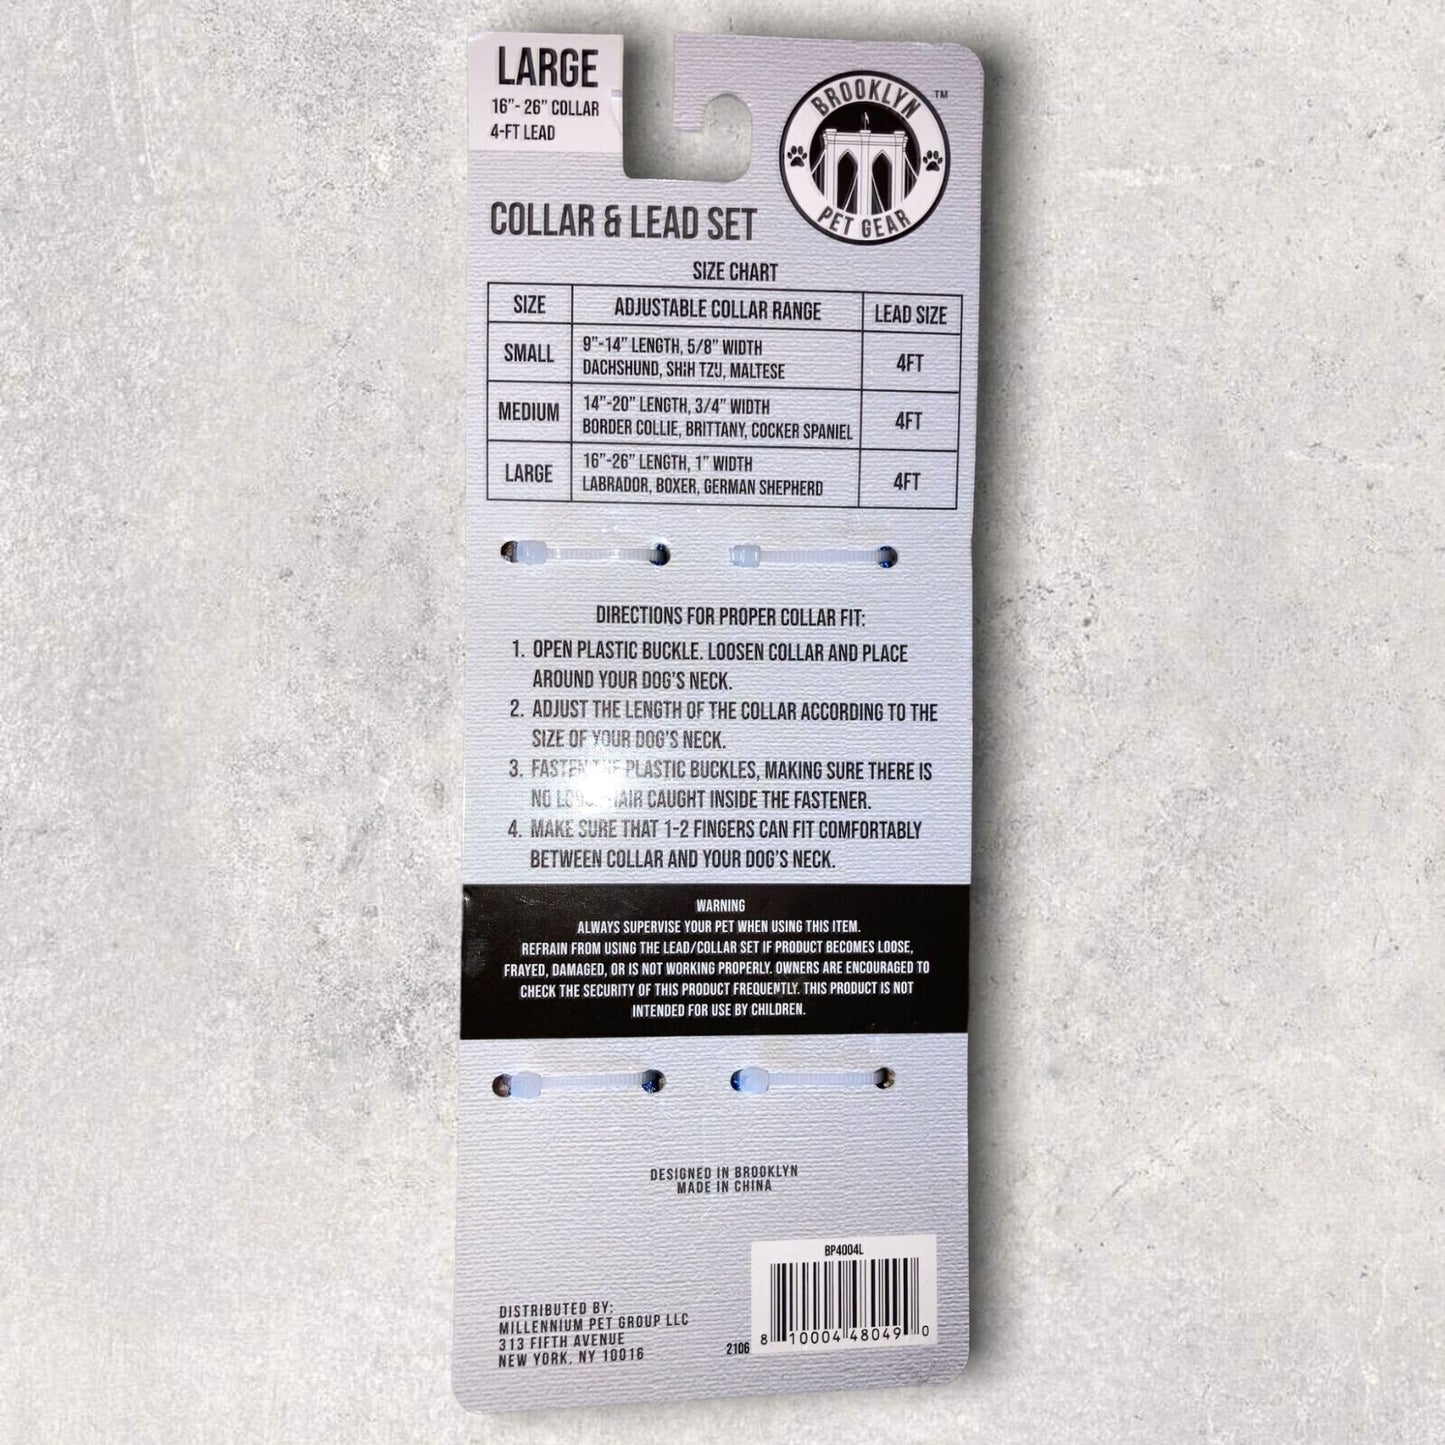 LARGE
16"- 26" COLLAR
4-FT LEAD
BROOKLYN
PET GEAR
TM
COLLAR & LEAD SET
SIZE CHART
SIZE ADJUSTABLE COLLAR RANGE LEAD SIZE
SMALL 9"-14" LENGTH, 5/8" WIDTH 4FT
DACHSHUND, SHIH TZU, MALTESE
MEDIUM 14"-20" LENGTH, 3/4" WIDTH 4FT
BORDER COLLIE, BRITTANY, COCKER SPANIEL
LARGE 16"-26" LENGTH, 1" WIDTH 4FT
LABRADOR, BOXER, GERMAN SHEPHERD
DIRECTIONS FOR PROPER COLLAR FIT:
1. OPEN PLASTIC BUCKLE. LOOSEN COLLAR AND PLACE
AROUND YOUR DOG'S NECK.
2. ADJUST THE LENGTH OF THE COLLAR ACCORDING TO THE
SIZE OF YOUR DOG'S NECK.
3. FASTEN THE PLASTIC BUCKLES, MAKING SURE THERE IS
NO HAIR CAUGHT INSIDE THE FASTENER.
4. MAKE SURE THAT 1-2 FINGERS CAN FIT COMFORTABLY
BETWEEN COLLAR AND YOUR DOG'S NECK.
WARNING
ALWAYS SUPERVISE YOUR PET WHEN USING THIS ITEM.
REFRAIN FROM USING THE LEAD/COLLAR SET IF PRODUCT BECOMES LOOSE,
FRAYED, DAMAGED, OR IS NOT WORKING PROPERLY. OWNERS ARE ENCOURAGED TO
CHECK THE SECURITY OF THIS PRODUCT FREQUENTLY. THIS PRODUCT IS NOT
INTENDED FOR USE BY CHILDREN.
DESIGNED IN BROOKLYN
MADE IN CHINA
BP4004L
8 10004 48049 0
2106
DISTRIBUTED BY:
MILLENNIUM PET GROUP LLC
313 FIFTH AVENUE
NEW YORK, NY 10016